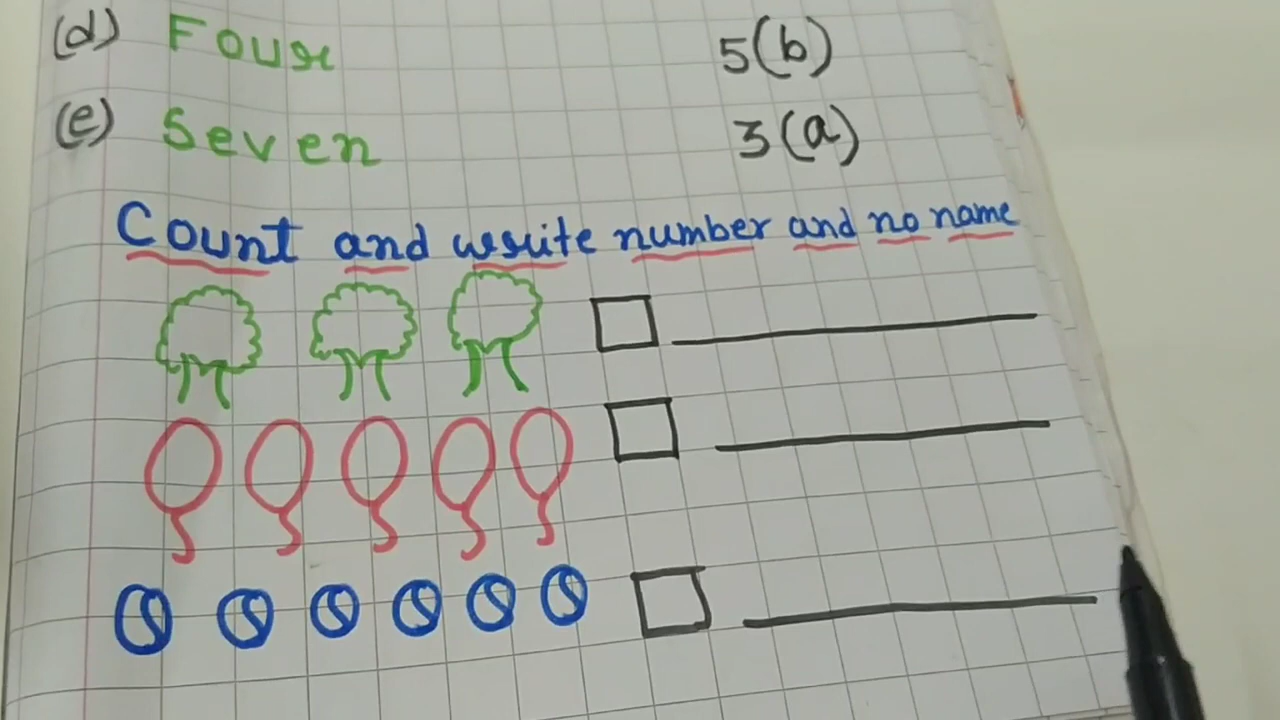 (d) Four 5(b)
(e) Seven 3(a)
Count and write number and no name